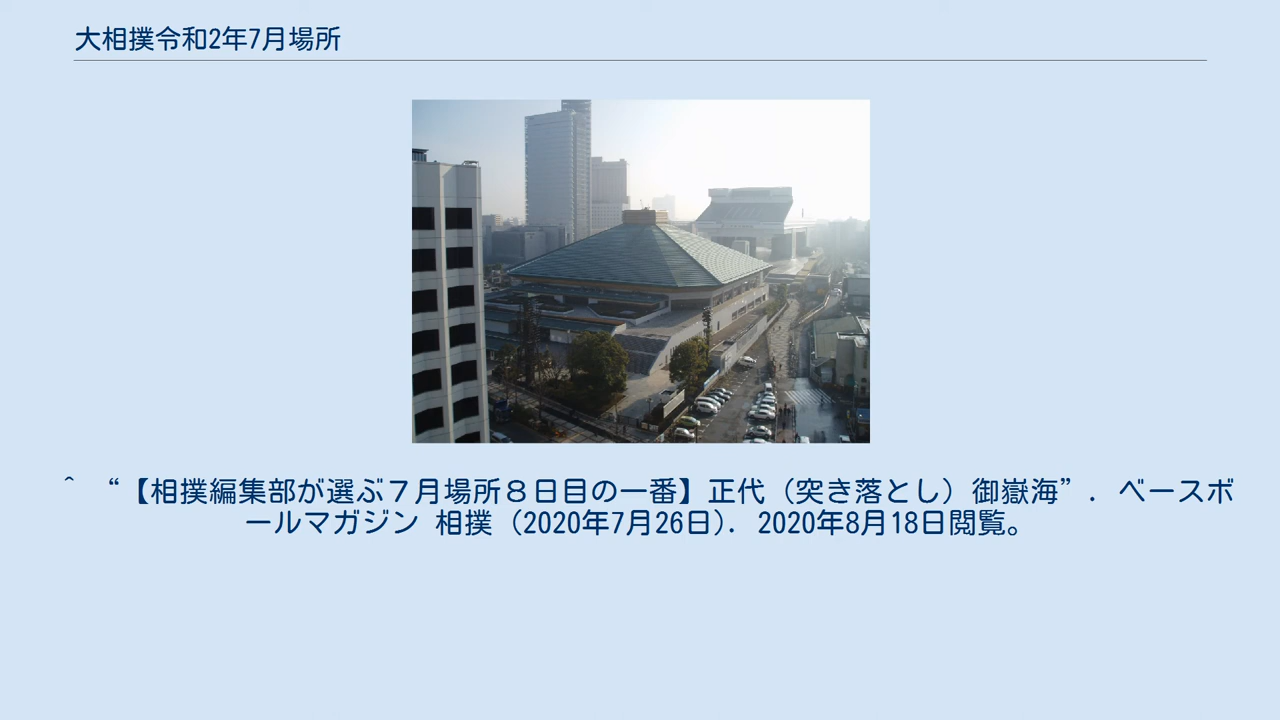 大相撲令和2年7月場所
^ “【相撲編集部が選ぶ７月場所８日目の一番】正代（突き落とし）御嶽海”. ベースボ
ールマガジン 相撲（2020年7月26日）. 2020年8月18日閲覧。